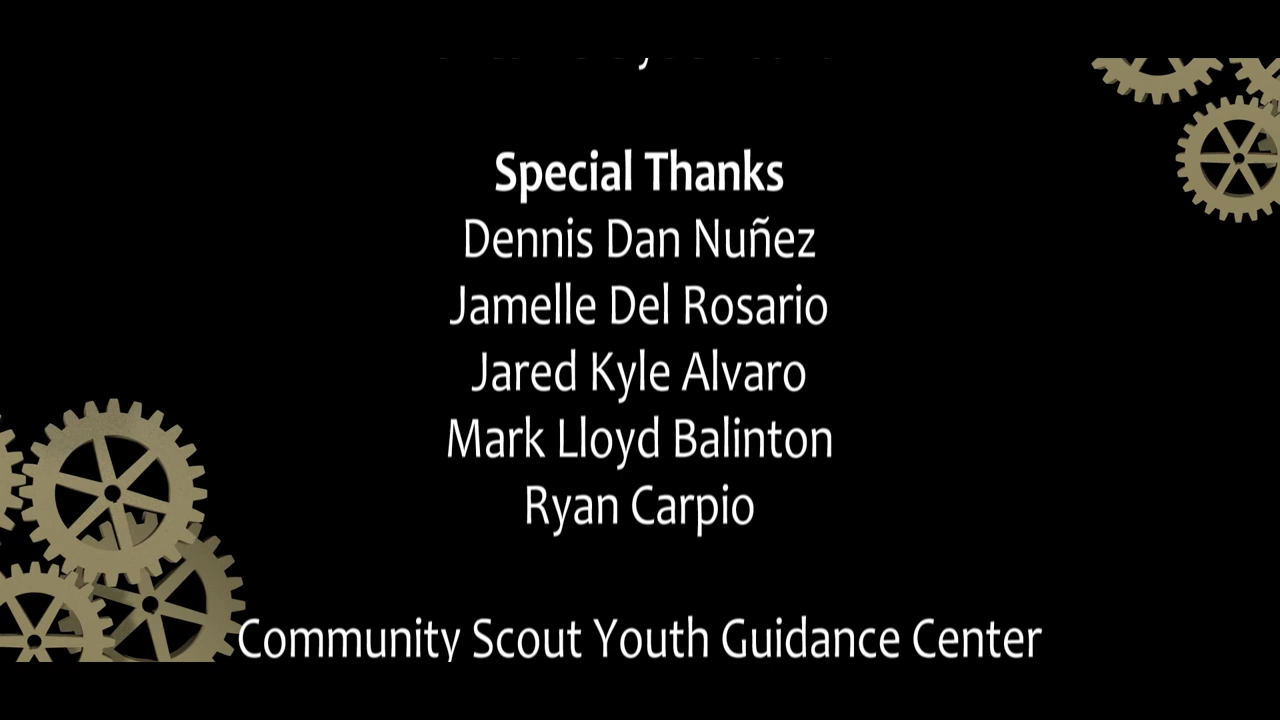 Special Thanks
Dennis Dan Nuñez
Jamelle Del Rosario
Jared Kyle Alvaro
Mark Lloyd Balinton
Ryan Carpio
Community Scout Youth Guidance Center